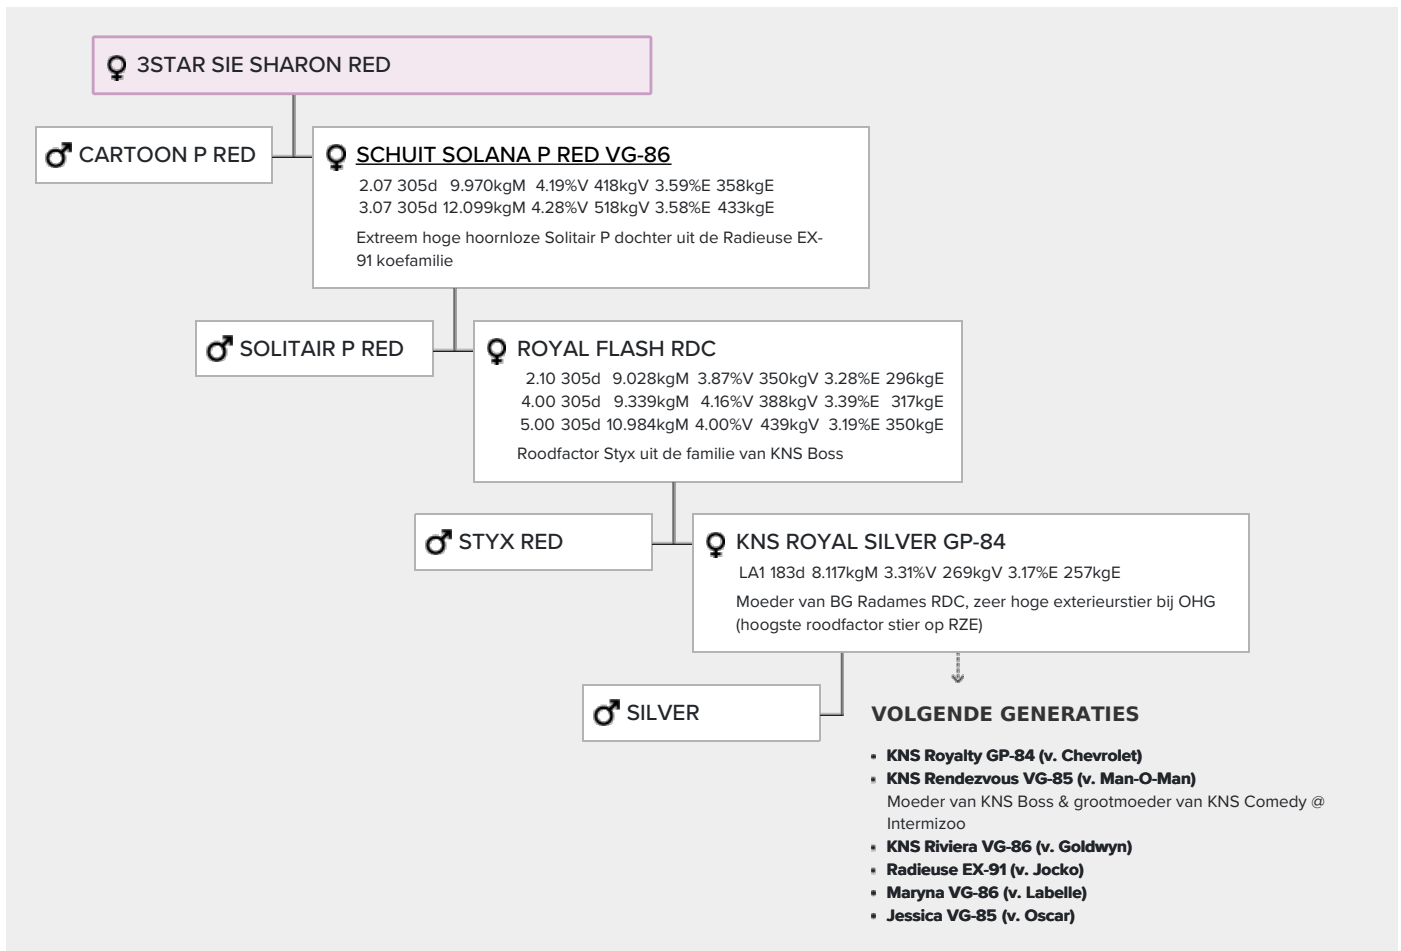 3STAR SIE SHARON RED
CARTOON P RED
SCHUIT SOLANA P RED VG-86
2.07 305d 9.970kgM 4.19%V 418kgV 3.59%E 358kgE
3.07 305d 12.099kgM 4.28%V 518kgV 3.58%E 433kgE
Extreem hoge hoornloze Solitair P dochter uit de Radieuse EX-
91 koefamilie
SOLITAIR P RED
ROYAL FLASH RDC
2.10 305d 9.028kgM 3.87%V 350kgV 3.28%E 296kgE
4.00 305d 9.339kgM 4.16%V 388kgV 3.39%E 317kgE
5.00 305d 10.984kgM 4.00%V 439kgV 3.19%E 350kgE
Roodfactor Styx uit de familie van KNS Boss
STYX RED
KNS ROYAL SILVER GP-84
LA1 183d 8.117kgM 3.31%V 269kgV 3.17%E 257kgE
Moeder van BG Radames RDC, zeer hoge exterieurstier bij OHG
(hoogste roodfactor stier op RZE)
SILVER
VOLGENDE GENERATIES
KNS Royalty GP-84 (v. Chevrolet)
KNS Rendezvous VG-85 (v. Man-O-Man)
Moeder van KNS Boss & grootmoeder van KNS Comedy @
Intermizoo
KNS Riviera VG-86 (v. Goldwyn)
Radieuse EX-91 (v. Jocko)
Maryna VG-86 (v. Labelle)
Jessica VG-85 (v. Oscar)